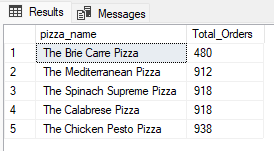 Results Messages
pizza_name Total_Orders
1 The Brie Carre Pizza 480
2 The Mediterranean Pizza 912
3 The Spinach Supreme Pizza 918
4 The Calabrese Pizza 918
5 The Chicken Pesto Pizza 938